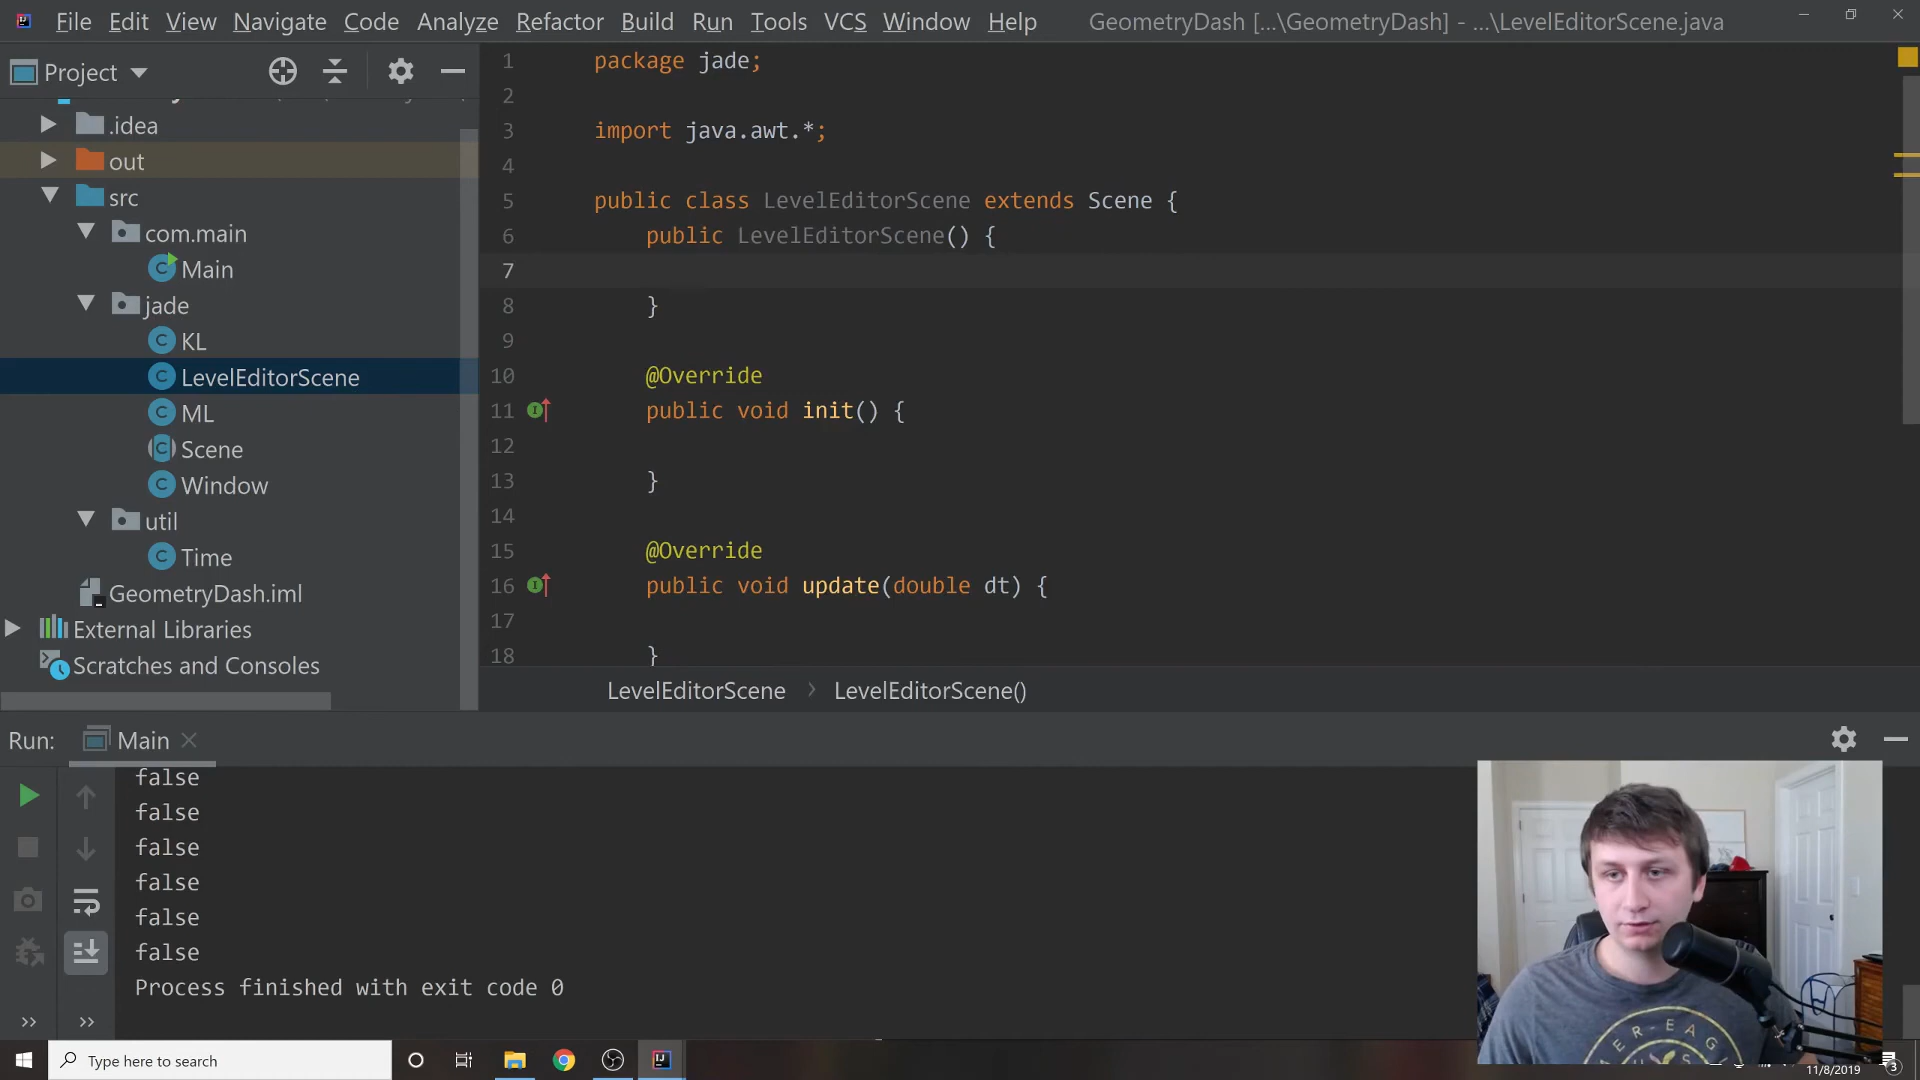 File Edit View Navigate Code Analyze Refactor Build Run Tools VCS Window Help GeometryDash [...\GeometryDash] - ...\LevelEditorScene.java
Project
.idea
out
src
com.main
Main
jade
KL
LevelEditorScene
ML
Scene
Window
util
Time
GeometryDash.iml
External Libraries
Scratches and Consoles
1 package jade;
2
3 import java.awt.*;
4
5 public class LevelEditorScene extends Scene {
6 public LevelEditorScene() {
7
8 }
9
10 @Override
11 public void init() {
12
13 }
14
15 @Override
16 public void update(double dt) {
17
18 }
LevelEditorScene > LevelEditorScene()
Run: Main
false
false
false
false
false
false
Process finished with exit code 0
Type here to search
11/8/2019
3